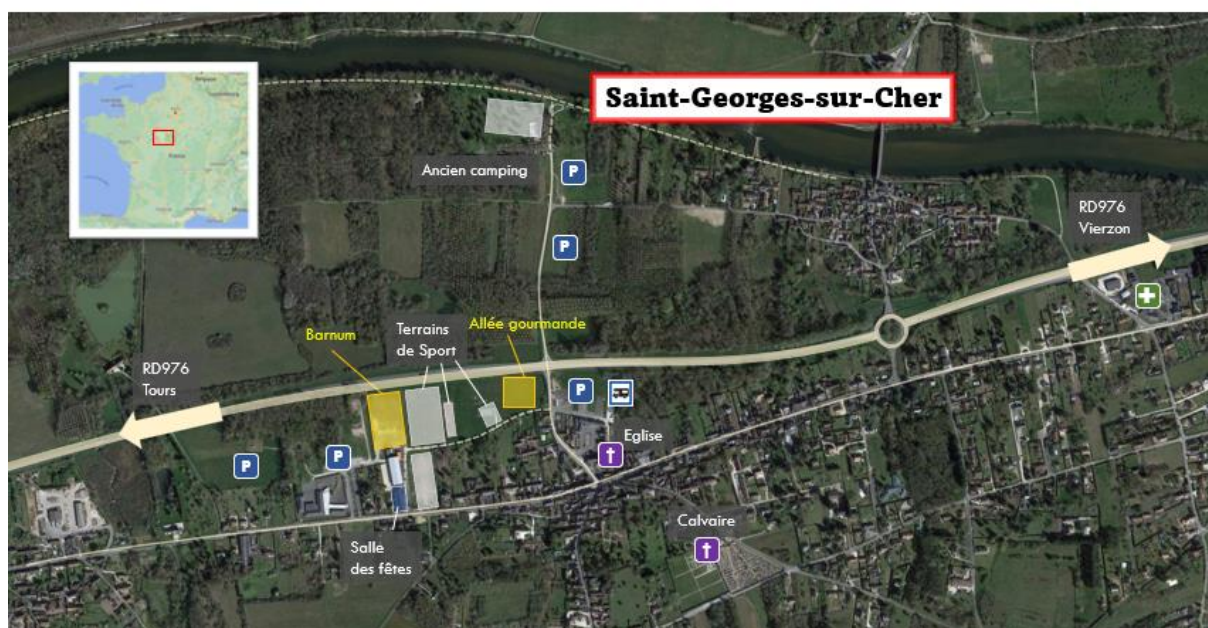 Saint-Georges-sur-Cher
Ancien camping
P
P
RD976
Vierzon
Barnum
Terrains
de Sport
Allée gourmande
RD976
Tours
P
Eglise
P
P
Calvaire
Salle
des fêtes
France